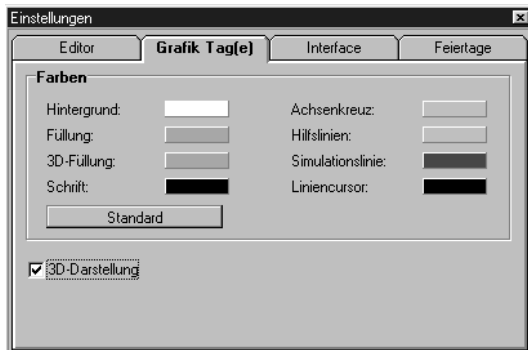 Einstellungen
Editor Grafik Tag(e) Interface Feiertage
Farben
Hintergrund: Achsenkreuz:
Füllung: Hilfslinien:
3D-Füllung: Simulationslinie:
Schrift: Liniencursor:
Standard
3D-Darstellung